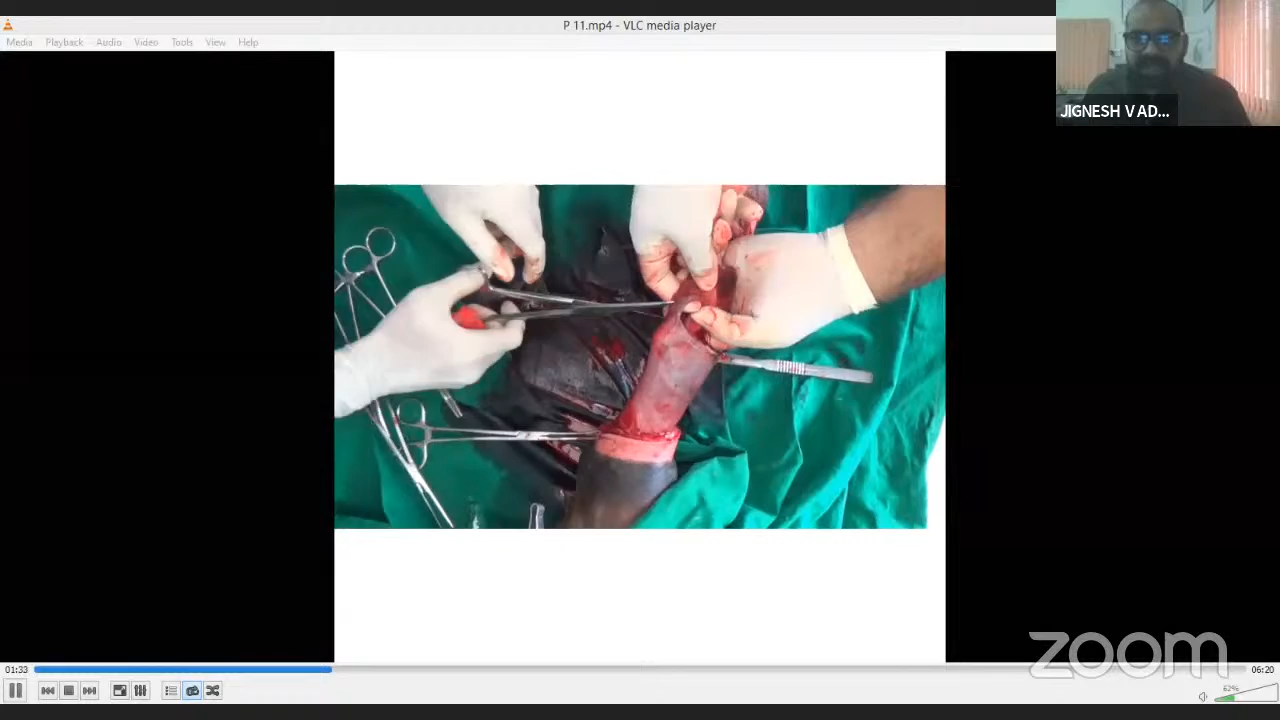 P 11.mp4 - VLC media player
Media Playback Audio Video Tools View Help
JIGNESH V AD...
01:33
06:20
zoom
82%